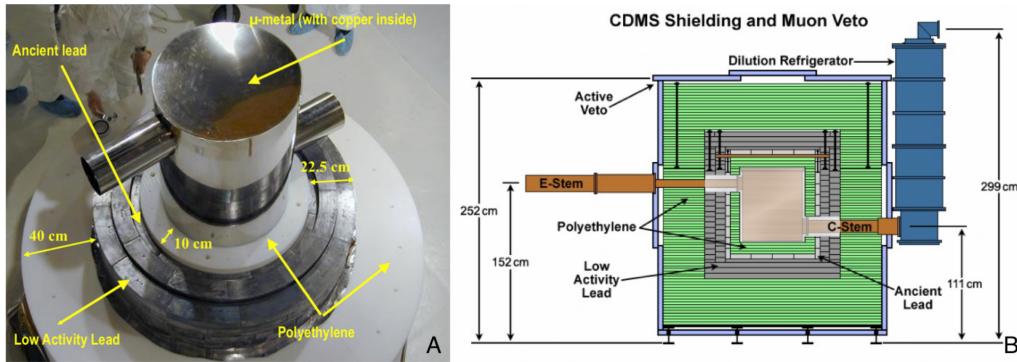 μ-metal (with copper inside)
Ancient lead
22.5 cm
40 cm
10 cm
Low Activity Lead
Polyethylene
A
CDMS Shielding and Muon Veto
Dilution Refrigerator
Active
Veto
E-Stem
252 cm
299 cm
Polyethylene
C-Stem
152 cm
Low
Activity
Lead
Ancient
Lead
111 cm
B